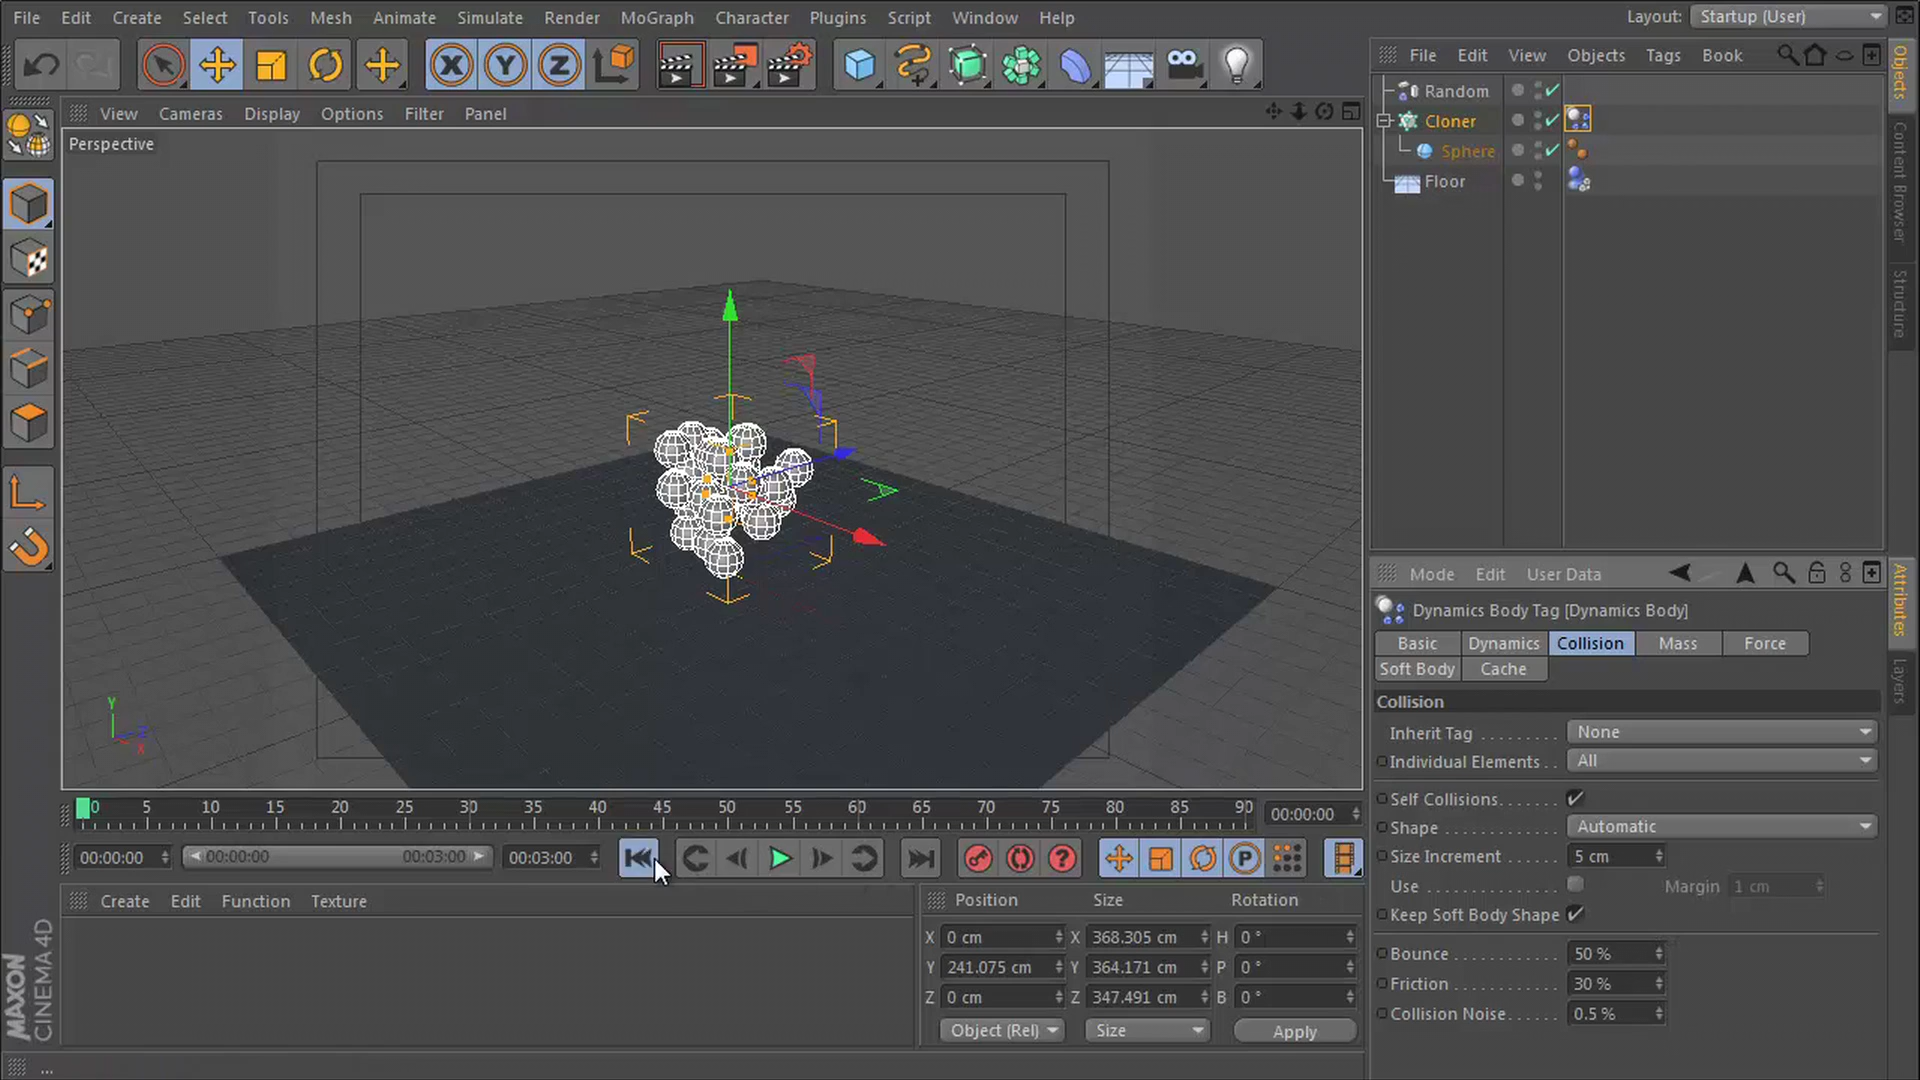 File Edit Create Select Tools Mesh Animate Simulate Render MoGraph Character Plugins Script Window Help
Layout: Startup (User)
X Y Z
File Edit View Objects Tags Book
View Cameras Display Options Filter Panel
Perspective
Random
Cloner
Sphere
Floor
Objects
Content Browser
Structure
Y
Z
X
Mode Edit User Data
Dynamics Body Tag [Dynamics Body]
Basic Dynamics Collision Mass Force
Soft Body Cache
Collision
Inherit Tag None
Individual Elements All
Self Collisions
Shape Automatic
Size Increment 5 cm
Use Margin 1 cm
Keep Soft Body Shape
Bounce 50 %
Friction 30 %
Collision Noise 0.5 %
Attributes
Layers
0 5 10 15 20 25 30 35 40 45 50 55 60 65 70 75 80 85 90 00:00:00
00:00:00 00:00:00 00:03:00 00:03:00
? P
Create Edit Function Texture
Position Size Rotation
X 0 cm X 368.305 cm H 0 °
Y 241.075 cm Y 364.171 cm P 0 °
Z 0 cm Z 347.491 cm B 0 °
Object (Rel) Size Apply
MAXON
CINEMA 4D
...